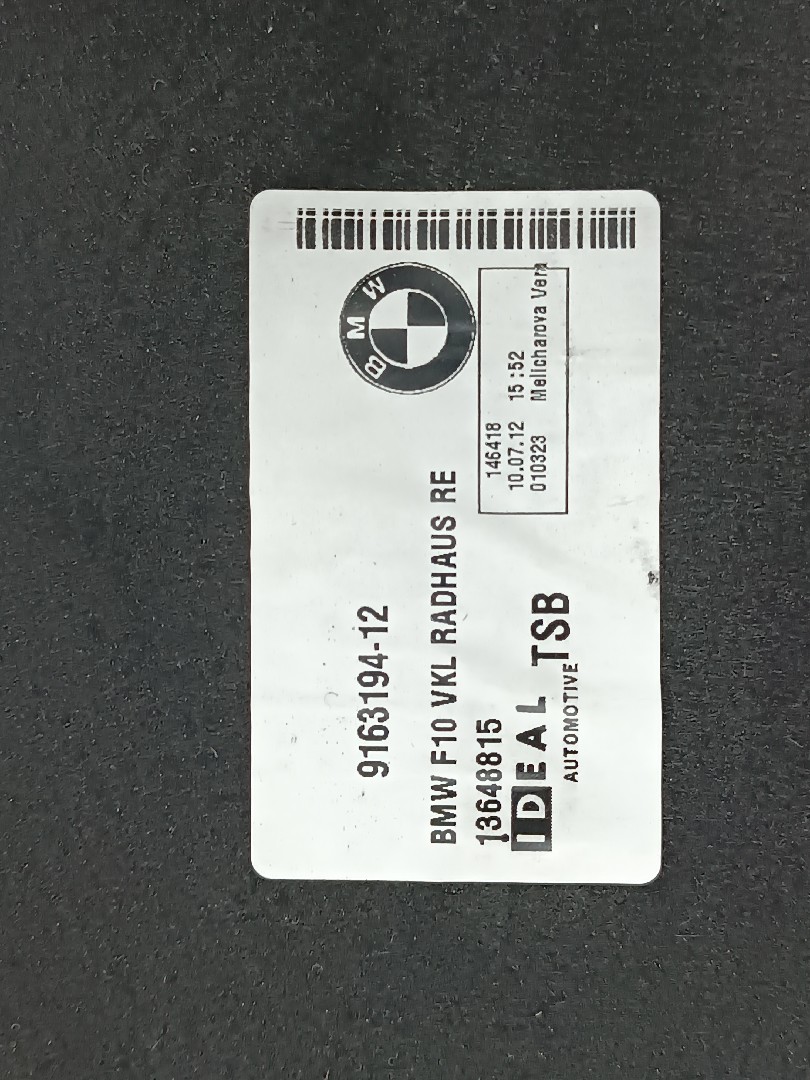 BMW
9163194-12
BMW F10 VKL RADHAUS RE
13648815
146418
10.07.12 15:52
010323 Melicharova Vera
IDEAL
AUTOMOTIVE TSB